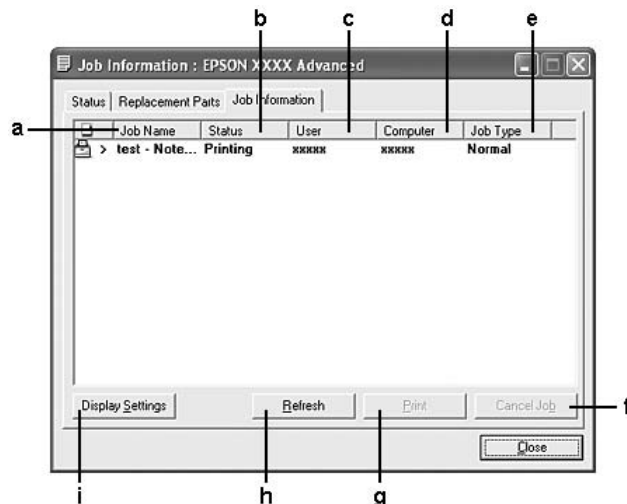 b c d e
Job Information : EPSON XXXX Advanced
Status Replacement Parts Job Information
a Job Name Status User Computer Job Type
> test - Note... Printing xxxxx xxxxx Normal
Display Settings Refresh Print Cancel Job f
Close
i h g